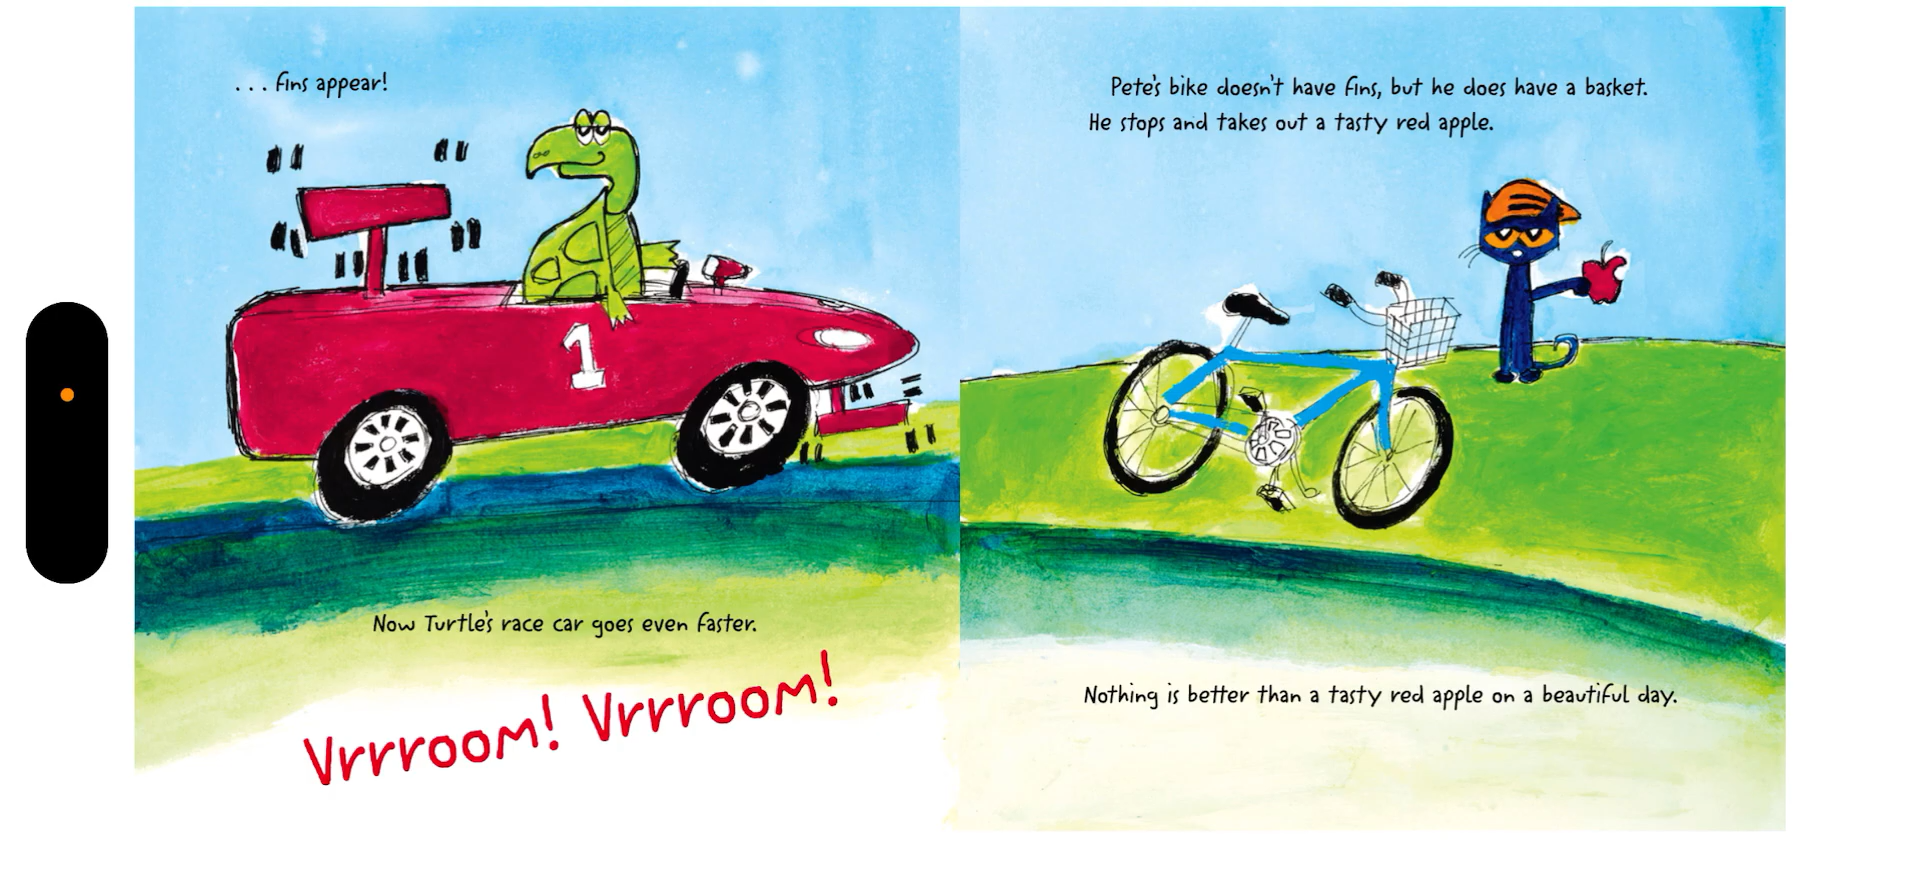 . . . fins appear!
1
Now Turtle's race car goes even faster.
Vrrroom! Vrrroom!
Pete's bike doesn't have fins, but he does have a basket.
He stops and takes out a tasty red apple.
Nothing is better than a tasty red apple on a beautiful day.